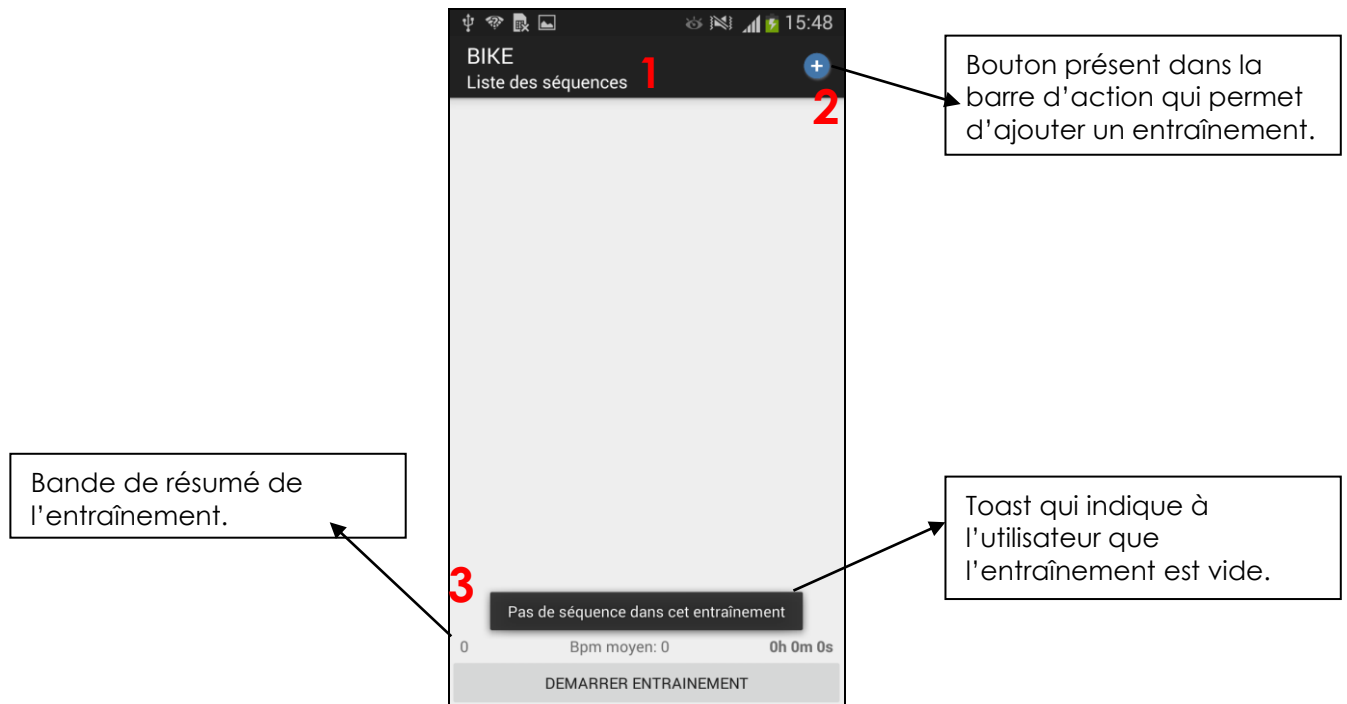 15:48
BIKE
Liste des séquences
1
2
Bouton présent dans la
barre d'action qui permet
d'ajouter un entraînement.
Bande de résumé de
l'entraînement.
Toast qui indique à
l'utilisateur que
l'entraînement est vide.
3
Pas de séquence dans cet entraînement
0 Bpm moyen: 0 0h 0m 0s
DEMARRER ENTRAINEMENT